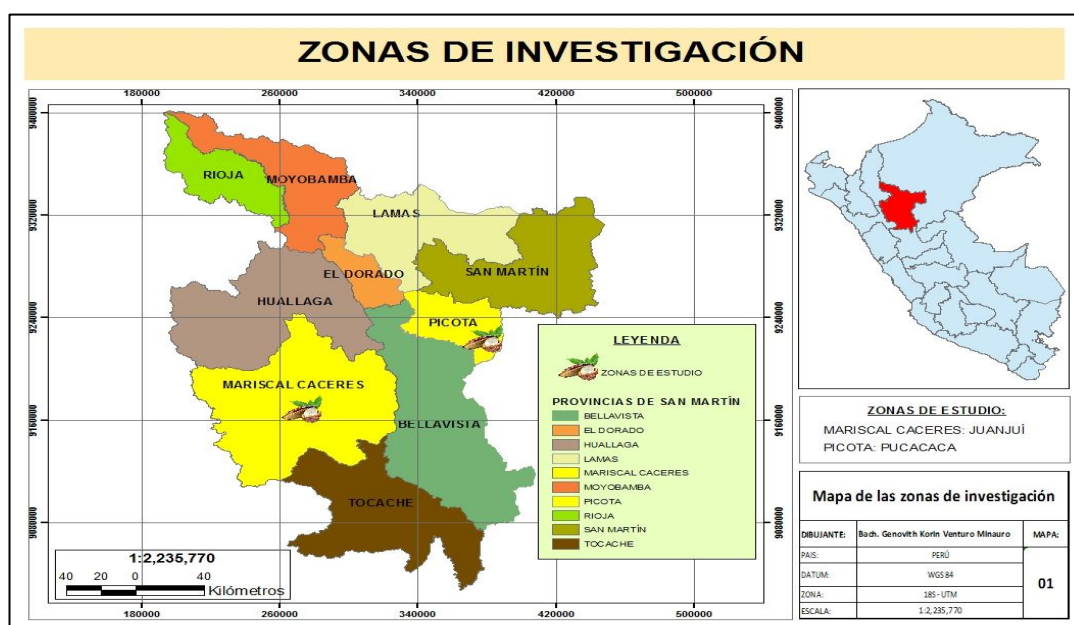 ZONAS DE INVESTIGACIÓN
180000 260000 340000 420000 500000
9400000 9400000
RIOJA
MOYOBAMBA
LAMAS
9320000 9320000
EL DORADO
SAN MARTÍN
HUALLAGA
9240000 9240000
PICOTA
MARISCAL CACERES
9160000 9160000
BELLAVISTA
TOCACHE
9080000 9080000
1:2,235,770
40 20 0 40
Kilómetros
180000 260000 340000 420000 500000
LEYENDA
ZONAS DE ESTUDIO
PROVINCIAS DE SAN MARTÍN
BELLAVISTA
EL DORADO
HUALLAGA
LAMAS
MARISCAL CACERES
MOYOBAMBA
PICOTA
RIOJA
SAN MARTÍN
TOCACHE
ZONAS DE ESTUDIO:
MARISCAL CACERES: JUANJUÍ
PICOTA: PUCACACA
Mapa de las zonas de investigación
DIBUJANTE: Bach. Genovith Korin Venturo Minauro MAPA:
PAIS: PERÚ
DATUM: WGS 84
ZONA: 18S - UTM
ESCALA: 1:2,235,770
01